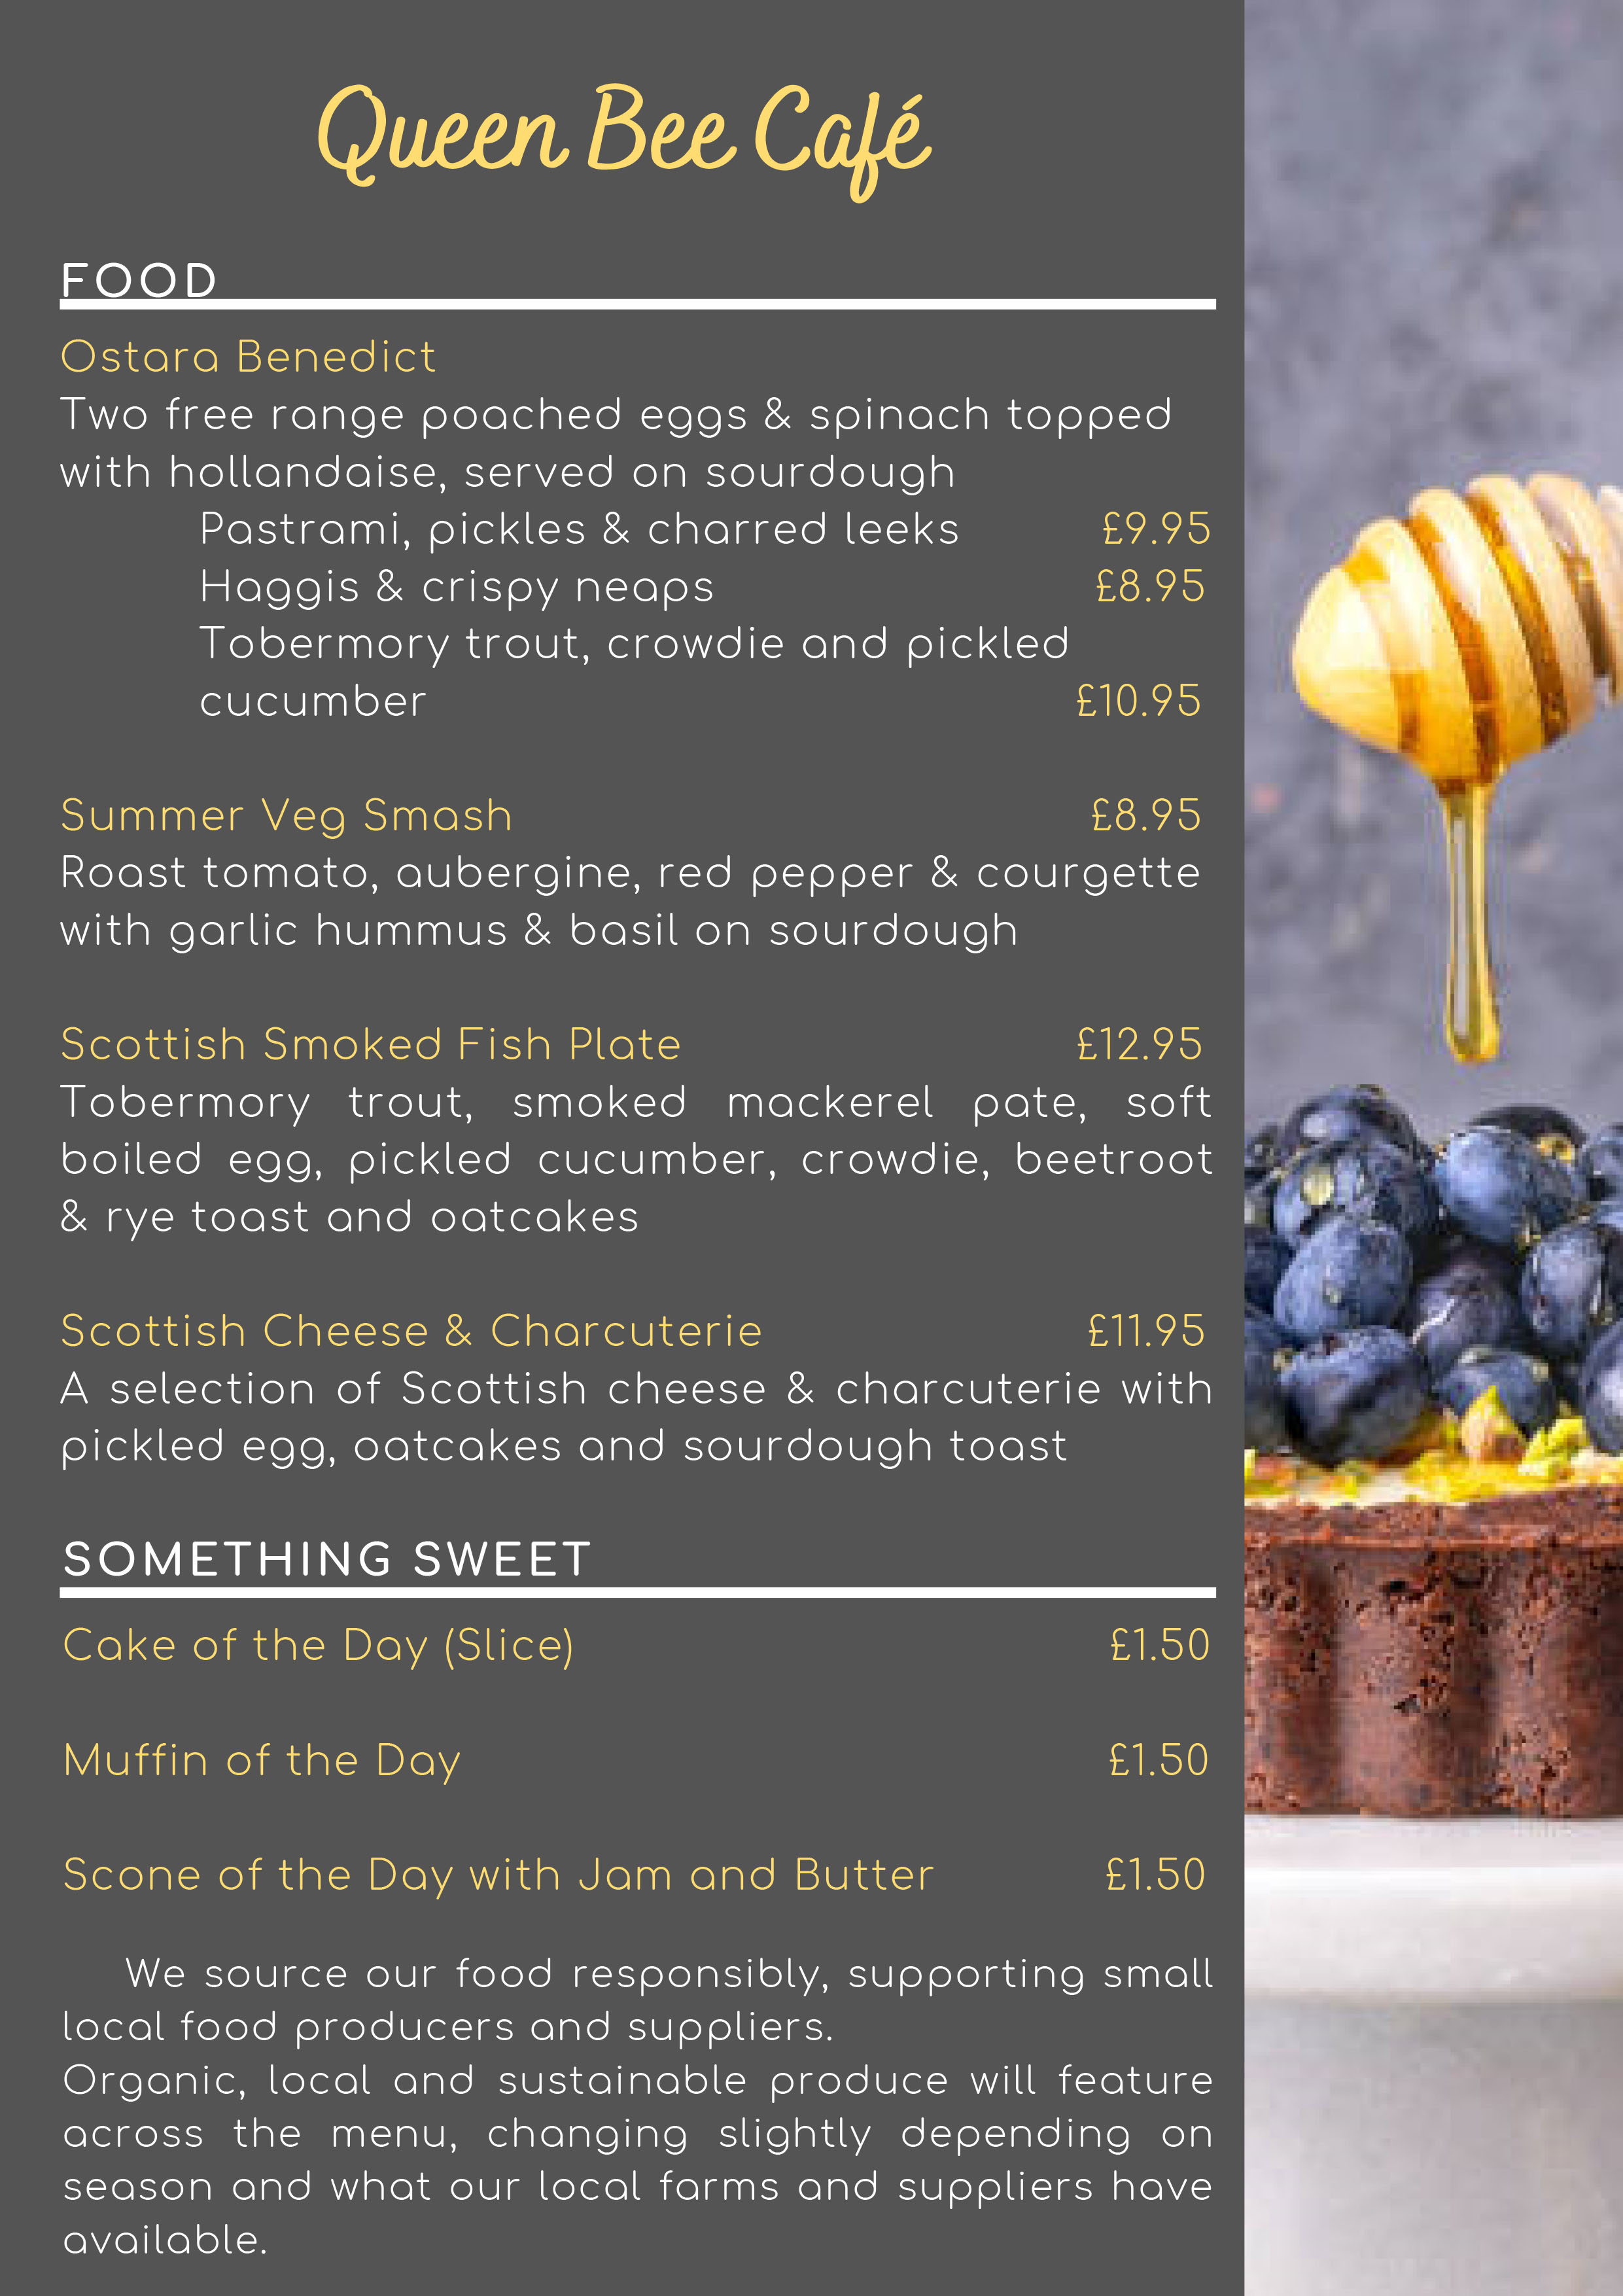 Queen Bee Café
FOOD
Ostara Benedict
Two free range poached eggs & spinach topped
with hollandaise, served on sourdough
Pastrami, pickles & charred leeks £9.95
Haggis & crispy neaps £8.95
Tobermory trout, crowdie and pickled
cucumber £10.95
Summer Veg Smash £8.95
Roast tomato, aubergine, red pepper & courgette
with garlic hummus & basil on sourdough
Scottish Smoked Fish Plate £12.95
Tobermory trout, smoked mackerel pate, soft
boiled egg, pickled cucumber, crowdie, beetroot
& rye toast and oatcakes
Scottish Cheese & Charcuterie £11.95
A selection of Scottish cheese & charcuterie with
pickled egg, oatcakes and sourdough toast
SOMETHING SWEET
Cake of the Day (Slice) £1.50
Muffin of the Day £1.50
Scone of the Day with Jam and Butter £1.50
We source our food responsibly, supporting small
local food producers and suppliers.
Organic, local and sustainable produce will feature
across the menu, changing slightly depending on
season and what our local farms and suppliers have
available.